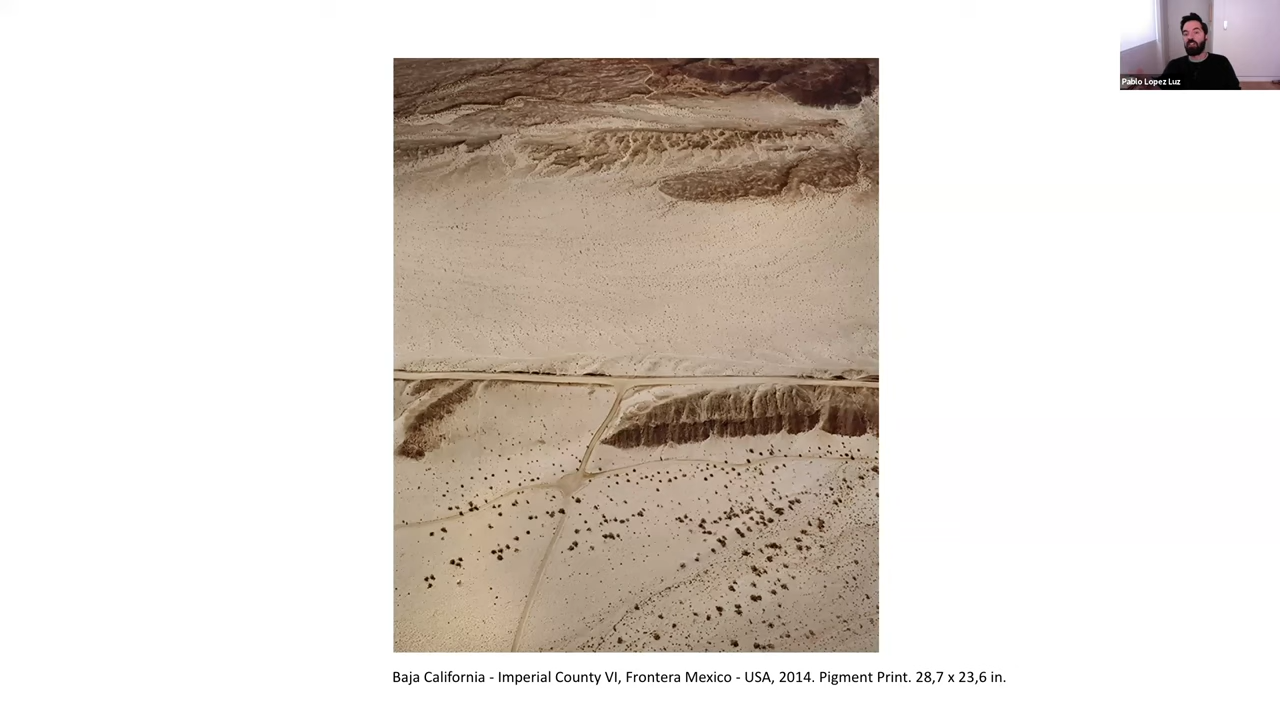 Pablo Lopez Luz
Baja California - Imperial County VI, Frontera Mexico - USA, 2014. Pigment Print. 28,7 x 23,6 in.